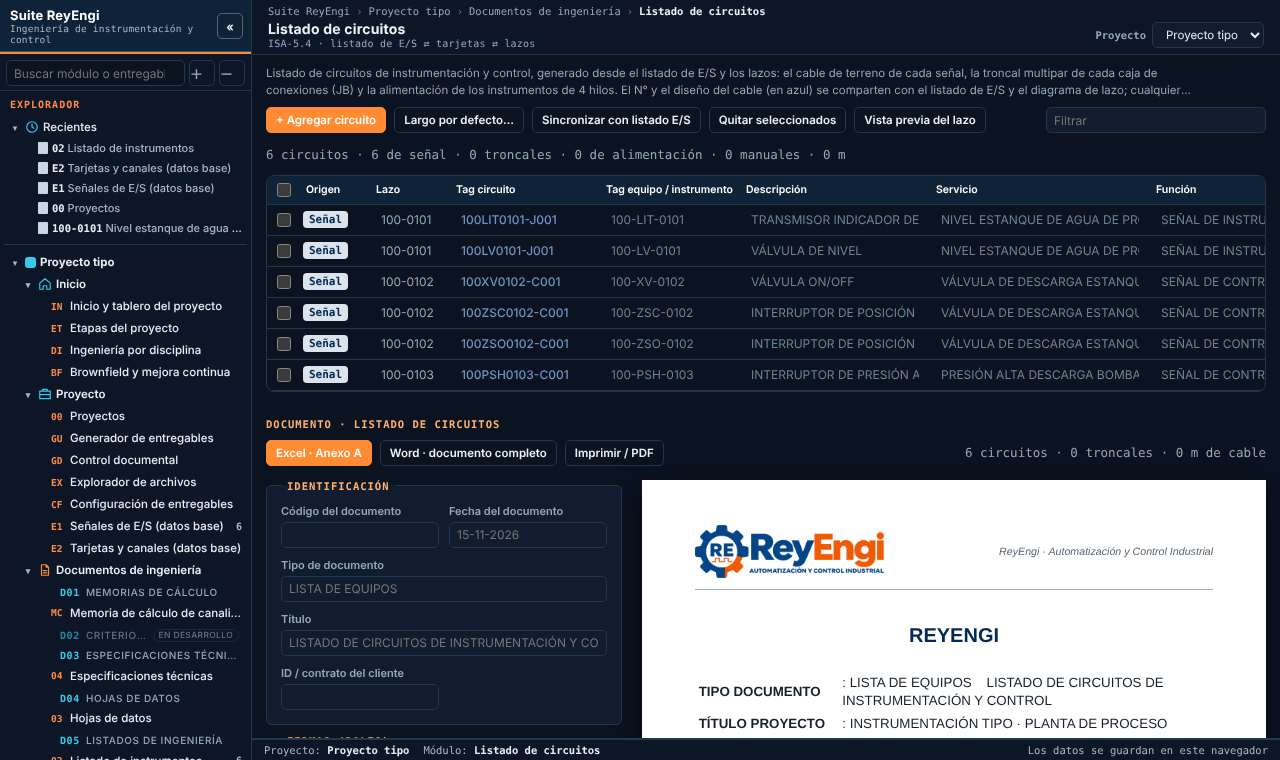 Suite ReyEngi
Ingeniería de instrumentación y control
«
Buscar módulo o entregabl
+
−
EXPLORADOR
Recientes
02 Listado de instrumentos
E2 Tarjetas y canales (datos base)
E1 Señales de E/S (datos base)
00 Proyectos
100-0101 Nivel estanque de agua ...
Proyecto tipo
Inicio
IN Inicio y tablero del proyecto
ET Etapas del proyecto
DI Ingeniería por disciplina
BF Brownfield y mejora continua
Proyecto
00 Proyectos
GU Generador de entregables
GD Control documental
EX Explorador de archivos
CF Configuración de entregables
E1 Señales de E/S (datos base) 6
E2 Tarjetas y canales (datos base)
Documentos de ingeniería
D01 MEMORIAS DE CÁLCULO
MC Memoria de cálculo de canali...
D02 CRITERIO... EN DESARROLLO
D03 ESPECIFICACIONES TÉCNI...
04 Especificaciones técnicas
D04 HOJAS DE DATOS
03 Hojas de datos
D05 LISTADOS DE INGENIERÍA
02 Listado de instrumentos 6
Suite ReyEngi › Proyecto tipo › Documentos de ingeniería › Listado de circuitos
Listado de circuitos
ISA-5.4 · listado de E/S ⇄ tarjetas ⇄ lazos
Proyecto Proyecto tipo
Listado de circuitos de instrumentación y control, generado desde el listado de E/S y los lazos: el cable de terreno de cada señal, la troncal multipar de cada caja de
conexiones (JB) y la alimentación de los instrumentos de 4 hilos. El N° y el diseño del cable (en azul) se comparten con el listado de E/S y el diagrama de lazo; cualquier...
+ Agregar circuito Largo por defecto... Sincronizar con listado E/S Quitar seleccionados Vista previa del lazo Filtrar
6 circuitos · 6 de señal · 0 troncales · 0 de alimentación · 0 manuales · 0 m
Origen Lazo Tag circuito Tag equipo / instrumento Descripción Servicio Función
Señal 100-0101 100LIT0101-J001 100-LIT-0101 TRANSMISOR INDICADOR DE NIVEL ESTANQUE DE AGUA DE PR SEÑAL DE INSTRU
Señal 100-0101 100LV0101-J001 100-LV-0101 VÁLVULA DE NIVEL NIVEL ESTANQUE DE AGUA DE PR SEÑAL DE INSTRU
Señal 100-0102 100XV0102-C001 100-XV-0102 VÁLVULA ON/OFF VÁLVULA DE DESCARGA ESTANQU SEÑAL DE CONTR
Señal 100-0102 100ZSC0102-C001 100-ZSC-0102 INTERRUPTOR DE POSICIÓN VÁLVULA DE DESCARGA ESTANQU SEÑAL DE CONTR
Señal 100-0102 100ZSO0102-C001 100-ZSO-0102 INTERRUPTOR DE POSICIÓN VÁLVULA DE DESCARGA ESTANQU SEÑAL DE CONTR
Señal 100-0103 100PSH0103-C001 100-PSH-0103 INTERRUPTOR DE PRESIÓN A PRESIÓN ALTA DESCARGA BOMBA SEÑAL DE CONTR
DOCUMENTO · LISTADO DE CIRCUITOS
Excel · Anexo A Word · documento completo Imprimir / PDF
6 circuitos · 0 troncales · 0 m de cable
IDENTIFICACIÓN
Código del documento
Fecha del documento
15-11-2026
Tipo de documento
LISTA DE EQUIPOS
Título
LISTADO DE CIRCUITOS DE INSTRUMENTACIÓN Y CO
ID / contrato del cliente
RE ReyEngi
AUTOMATIZACIÓN Y CONTROL INDUSTRIAL
ReyEngi · Automatización y Control Industrial
REYENGI
TIPO DOCUMENTO : LISTA DE EQUIPOS LISTADO DE CIRCUITOS DE
INSTRUMENTACIÓN Y CONTROL
TÍTULO PROYECTO : INSTRUMENTACIÓN TIPO · PLANTA DE PROCESO
Proyecto: Proyecto tipo Módulo: Listado de circuitos
Los datos se guardan en este navegador